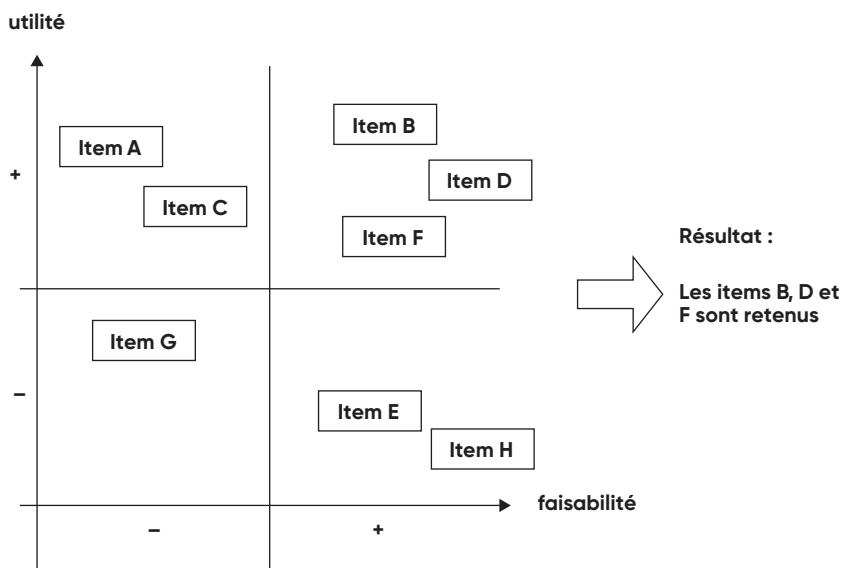 utilité
Item A
Item B
+
Item C
Item D
Item F
Résultat :
Les items B, D et
F sont retenus
Item G
–
Item E
Item H
faisabilité
–
+